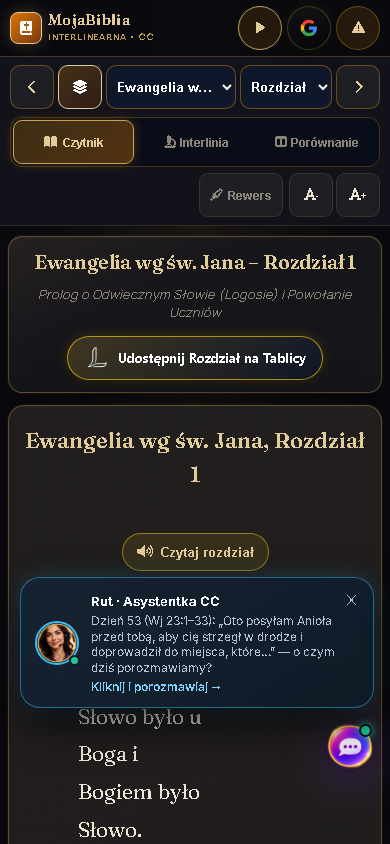 MojaBiblia
INTERLINEARNA • CC
Ewangelia w...
Rozdział
Czytnik
Interlinia
Porównanie
Rewers
A-
A+
Ewangelia wg św. Jana – Rozdział 1
Prolog o Odwiecznym Słowie (Logosie) i Powołanie
Uczniów
Udostępnij Rozdział na Tablicy
Ewangelia wg św. Jana, Rozdział
1
Czytaj rozdział
Rut · Asystentka CC
Dzień 53 (Wj 23:1–33): „Oto posyłam Anioła
przed tobą, aby cię strzegł w drodze i
doprowadził do miejsca, które...” — o czym
dziś porozmawiamy?
Kliknij i porozmawiaj →
Słowo było u
Boga i
Bogiem było
Słowo.